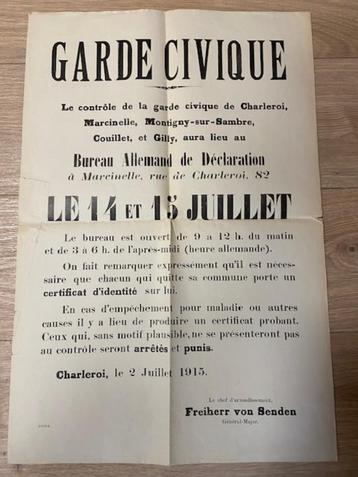 GARDE CIVIQUE
Le contrôle de la garde civique de Charleroi,
Marcinelle, Montigny-sur-Sambre,
Couillet, et Gilly, aura lieu au
Bureau Allemand de Déclaration
à Marcinelle, rue de Charleroi, 82
LE 14 ET 15 JUILLET
Le bureau est ouvert de 9 à 12 h. du matin
et de 3 à 6 h. de l'après-midi (heure allemande).
On fait remarquer expressément qu'il est néces-
saire que chacun qui quitte sa commune porte un
certificat d'identité sur lui.
En cas d'empêchement pour maladie ou autres
causes il y a lieu de produire un certificat probant.
Ceux qui, sans motif plausible, ne se présenteront pas
au contrôle seront arrêtés et punis.
Charleroi, le 2 Juillet 1915.
Le chef d'arrondissement,
Freiherr von Senden
Général-Major.